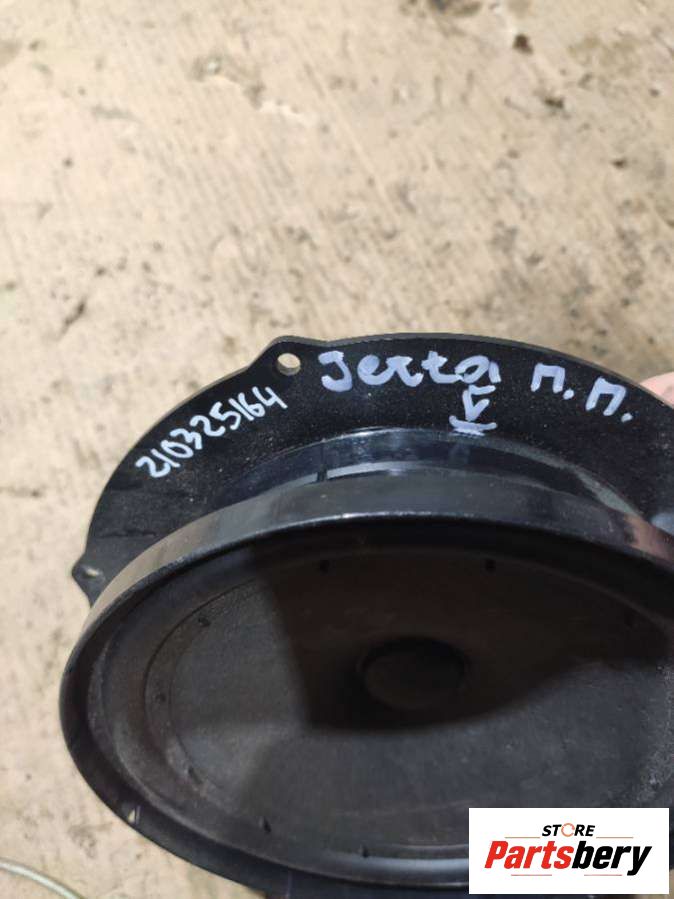 Jetta п.п.
210325164
STORE
Partsbery